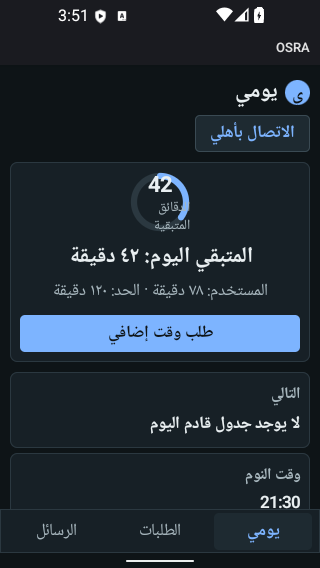 3:51
A
OSRA
ي
يومي
الاتصال بأهلي
42
الدقائق
المتبقية
المتبقي اليوم: ٤٢ دقيقة
المستخدم: ٧٨ دقيقة · الحد: ١٢٠ دقيقة
طلب وقت إضافي
التالي
لا يوجد جدول قادم اليوم
وقت النوم
21:30
يومي
الطلبات
الرسائل